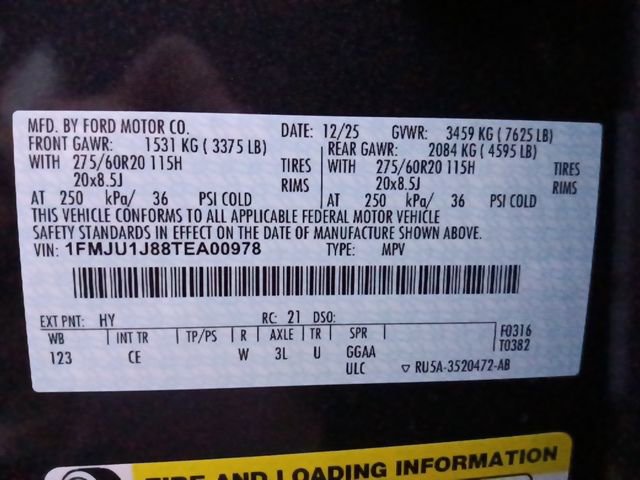 MFD. BY FORD MOTOR CO. DATE: 12/25 GVWR: 3459 KG ( 7625 LB)
FRONT GAWR: 1531 KG ( 3375 LB) REAR GAWR: 2084 KG ( 4595 LB)
WITH 275/60R20 115H TIRES WITH 275/60R20 115H TIRES
20x8.5J RIMS 20x8.5J RIMS
AT 250 kPa/ 36 PSI COLD AT 250 kPa/ 36 PSI COLD
THIS VEHICLE CONFORMS TO ALL APPLICABLE FEDERAL MOTOR VEHICLE
SAFETY STANDARDS IN EFFECT ON THE DATE OF MANUFACTURE SHOWN ABOVE.
VIN: 1FMJU1J88TEA00978 TYPE: MPV
EXT PNT: HY RC: 21 DSO:
WB INT TR TP/PS R AXLE TR SPR F0316
123 CE W 3L U GGAA T0382
ULC ▽ RU5A-3520472-AB
TIRE AND LOADING INFORMATION